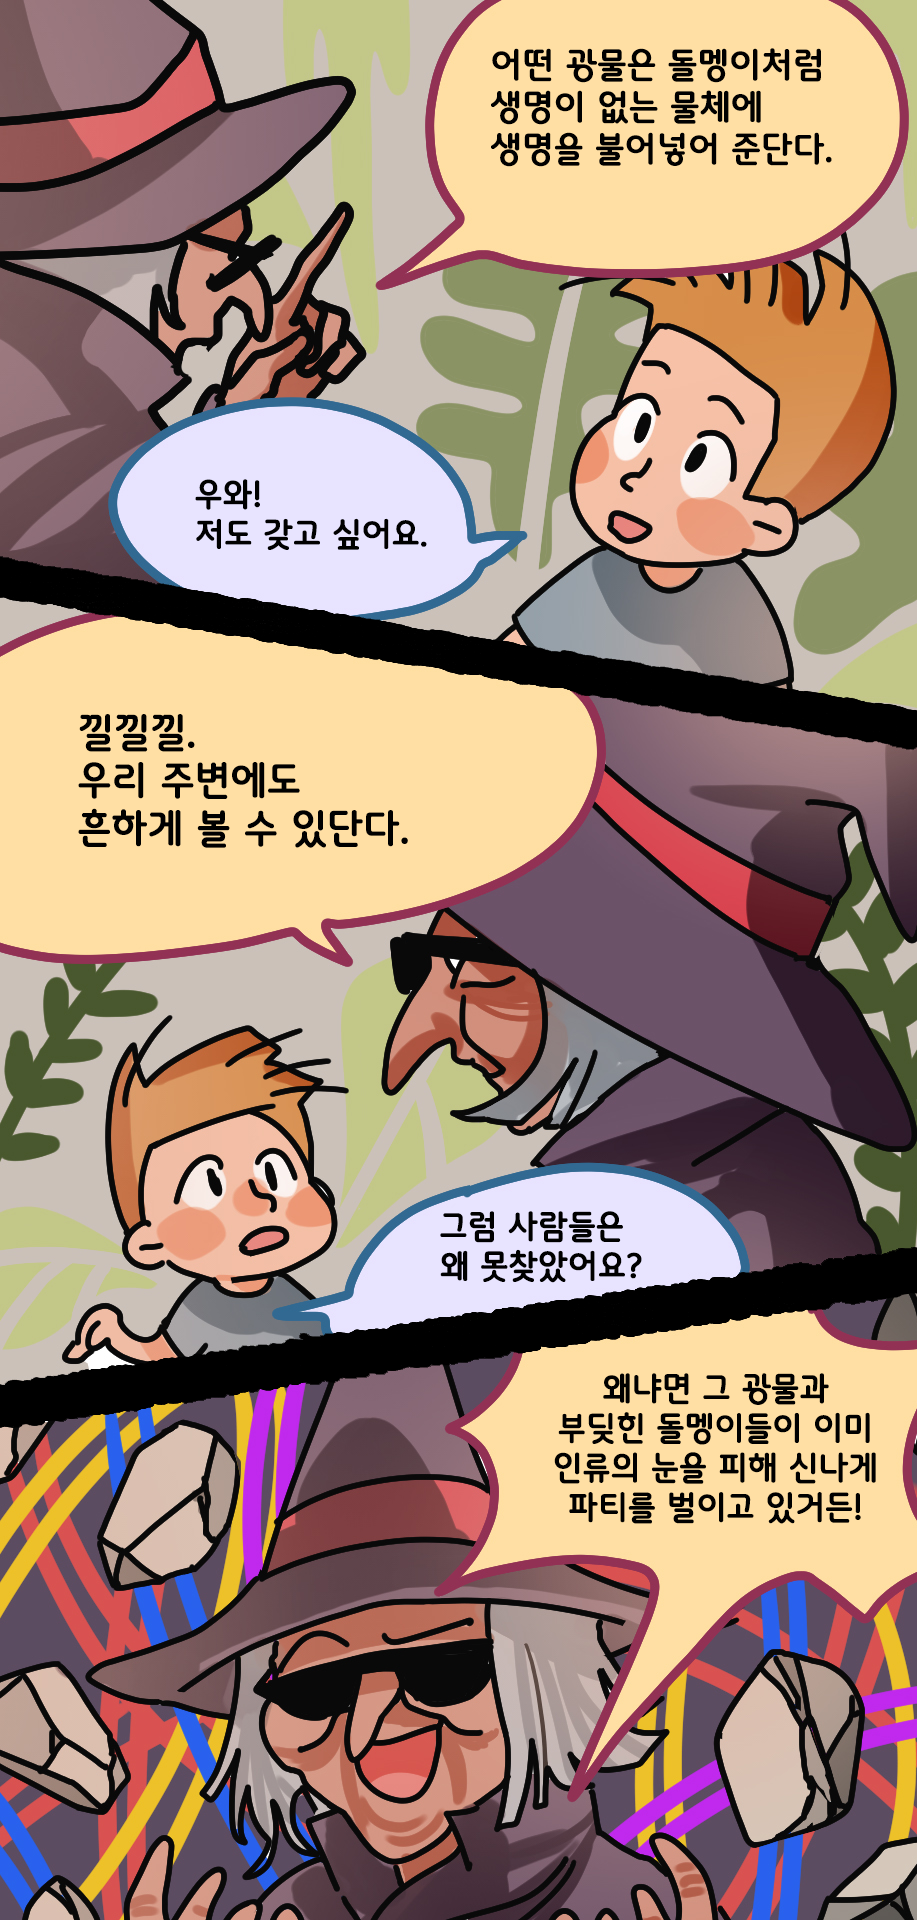 어떤 광물은 돌멩이처럼
생명이 없는 물체에
생명을 불어넣어 준단다.
우와!
저도 갖고 싶어요.
낄낄낄.
우리 주변에도
흔하게 볼 수 있단다.
그럼 사람들은
왜 못찾았어요?
왜냐면 그 광물과
부딪힌 돌멩이들이 이미
인류의 눈을 피해 신나게
파티를 벌이고 있거든!